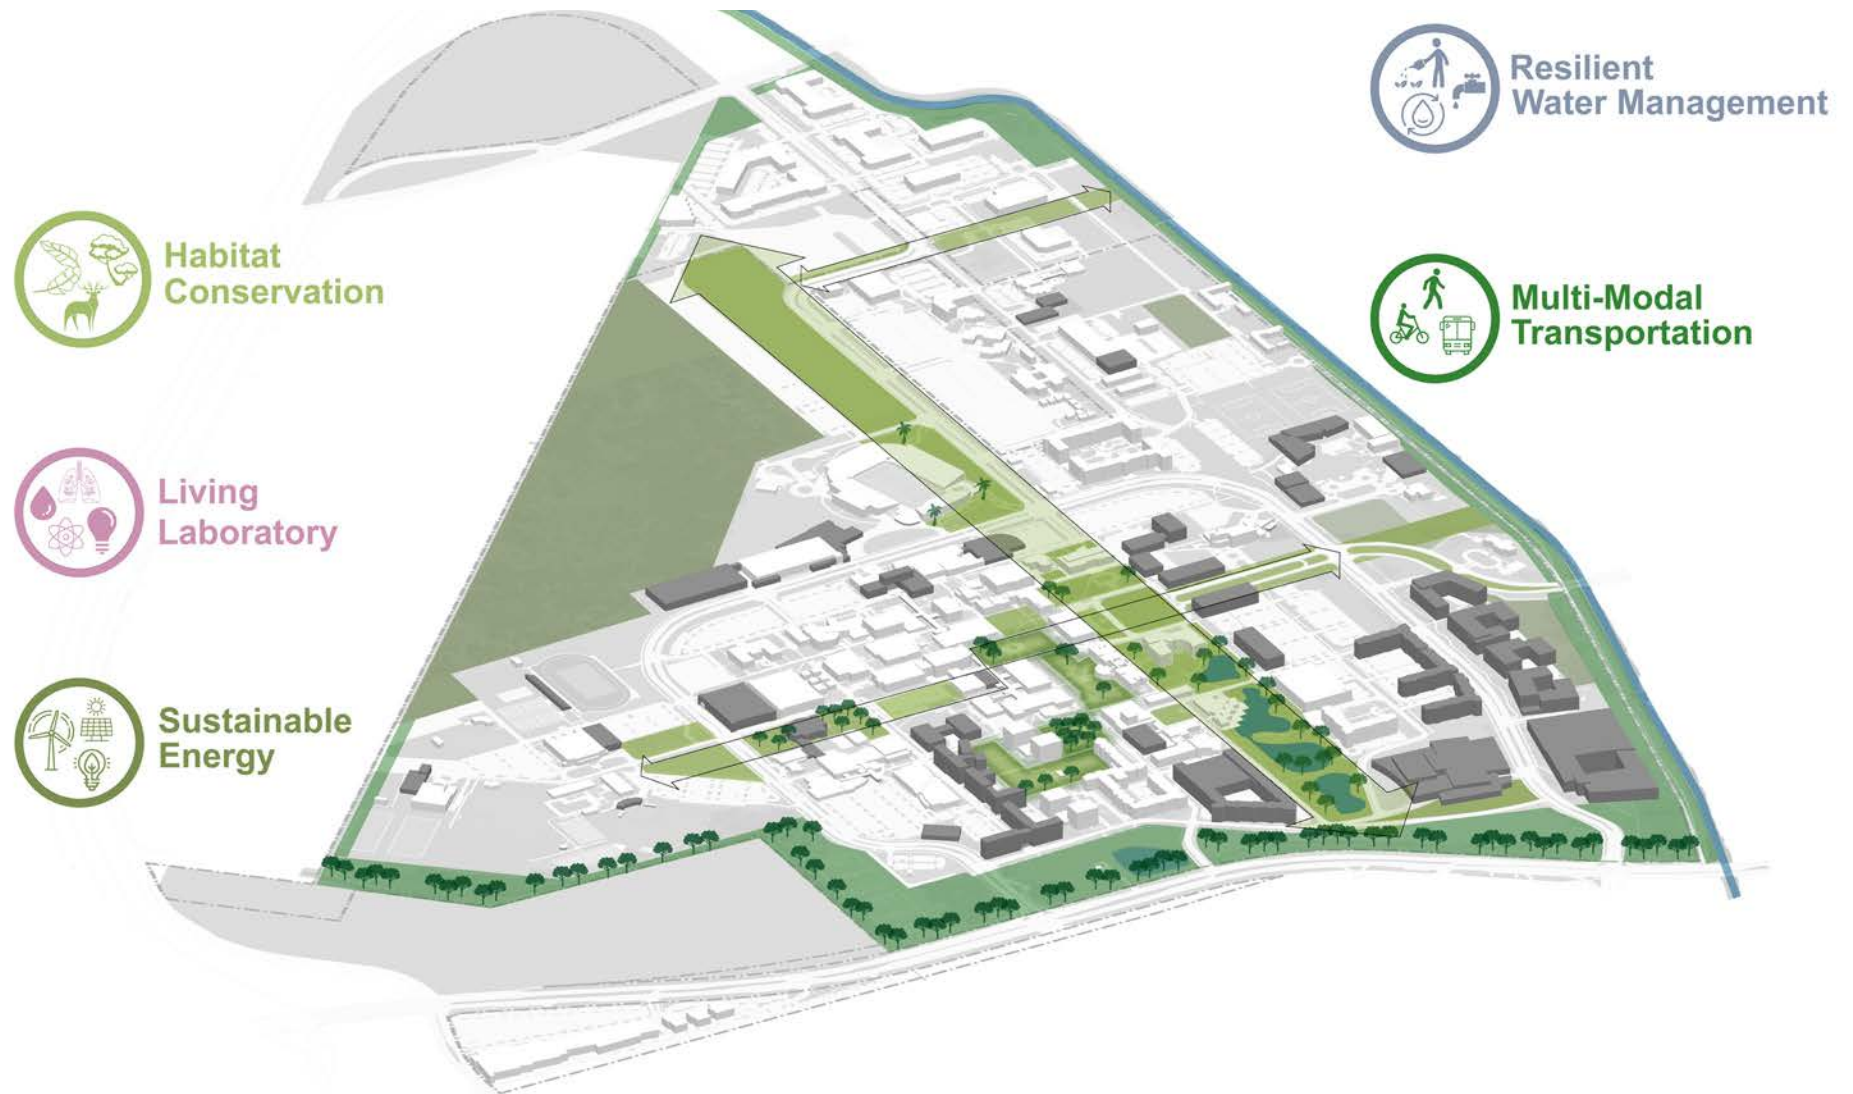 Resilient
Water Management
Habitat
Conservation
Multi-Modal
Transportation
Living
Laboratory
Sustainable
Energy